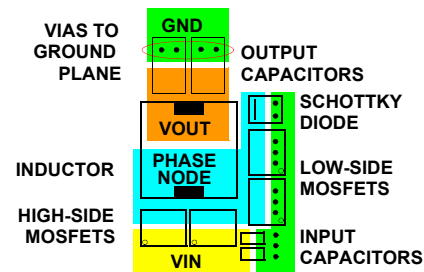 VIAS TO
GROUND
PLANE
GND
OUTPUT
CAPACITORS
SCHOTTKY
DIODE
VOUT
INDUCTOR
PHASE
NODE
LOW-SIDE
MOSFETS
HIGH-SIDE
MOSFETS
VIN
INPUT
CAPACITORS